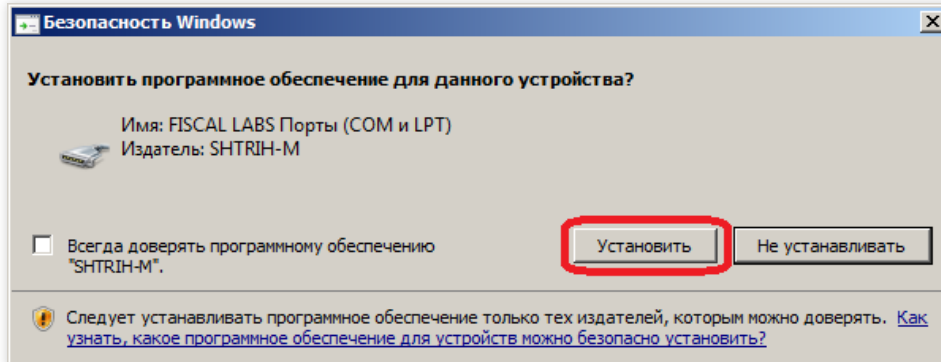 Безопасность Windows
Установить программное обеспечение для данного устройства?
Имя: FISCAL LABS Порты (COM и LPT)
Издатель: SHTRIH-M
Всегда доверять программному обеспечению
"SHTRIH-M".
Установить
Не устанавливать
Следует устанавливать программное обеспечение только тех издателей, которым можно доверять. Как
узнать, какое программное обеспечение для устройств можно безопасно установить?